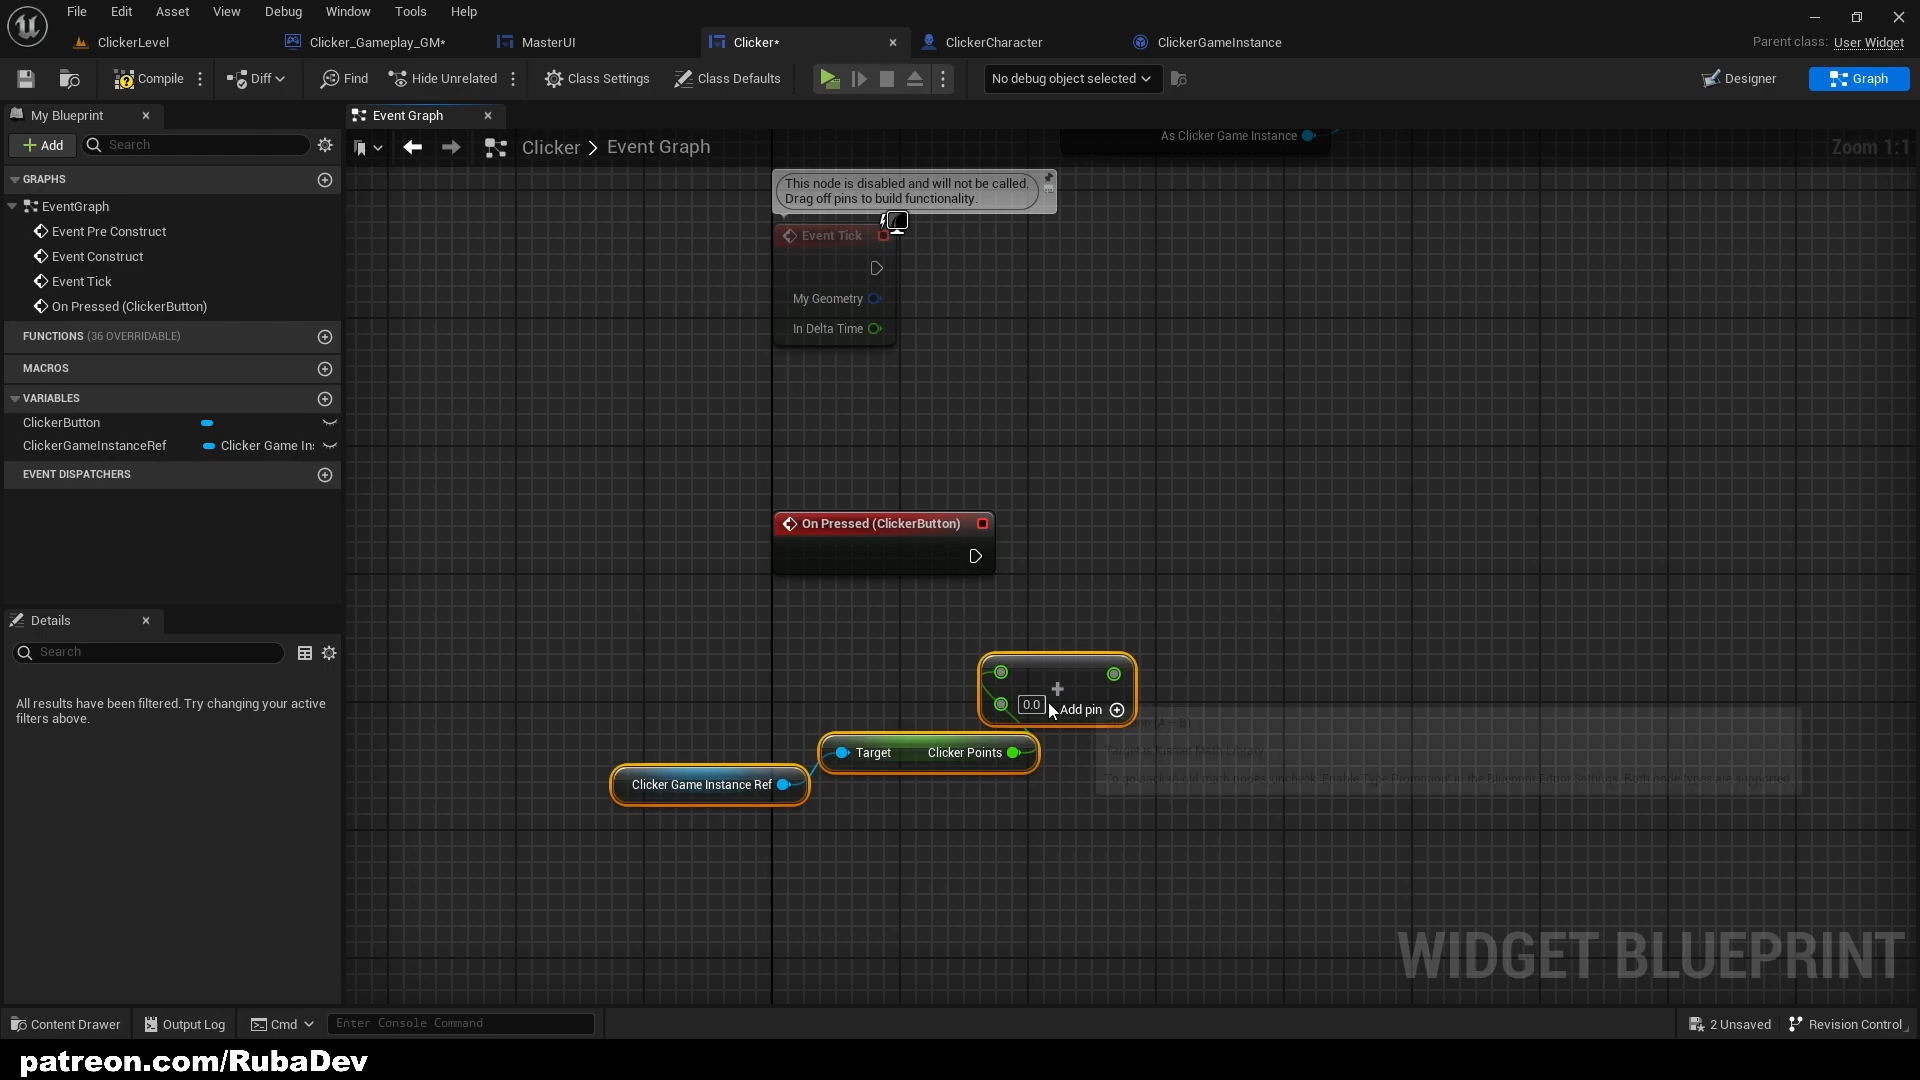 File Edit Asset View Debug Window Tools Help
ClickerLevel Clicker_Gameplay_GM* MasterUI Clicker* ClickerCharacter ClickerGameInstance
Parent class: User Widget
Compile Diff Find Hide Unrelated Class Settings Class Defaults No debug object selected Designer Graph
My Blueprint
Event Graph
Add Search
Clicker > Event Graph
Zoom 1:1
As Clicker Game Instance
GRAPHS
EventGraph
Event Pre Construct
Event Construct
Event Tick
On Pressed (ClickerButton)
FUNCTIONS (36 OVERRIDABLE)
MACROS
VARIABLES
ClickerButton
ClickerGameInstanceRef Clicker Game In:
EVENT DISPATCHERS
This node is disabled and will not be called.
Drag off pins to build functionality.
Event Tick
My Geometry
In Delta Time
On Pressed (ClickerButton)
0.0 Add pin
Target Clicker Points
Clicker Game Instance Ref
Details
Search
All results have been filtered. Try changing your active
filters above.
WIDGET BLUEPRINT
Content Drawer Output Log Cmd Enter Console Command 2 Unsaved Revision Control
patreon.com/RubaDev